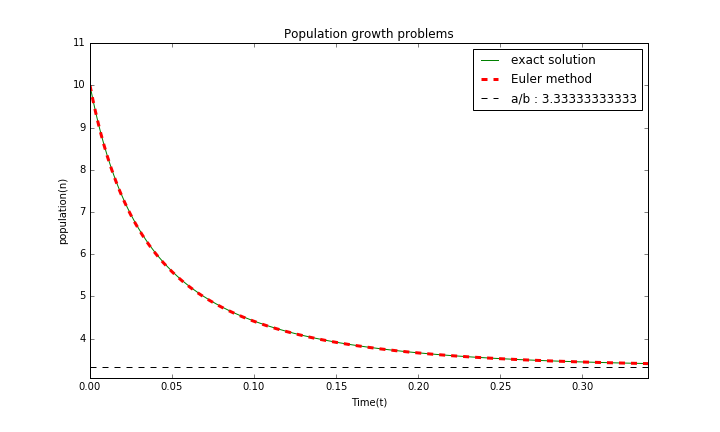 Population growth problems
exact solution
Euler method
a/b : 3.33333333333
population(n)
11
10
9
8
7
6
5
4
0.00 0.05 0.10 0.15 0.20 0.25 0.30
Time(t)